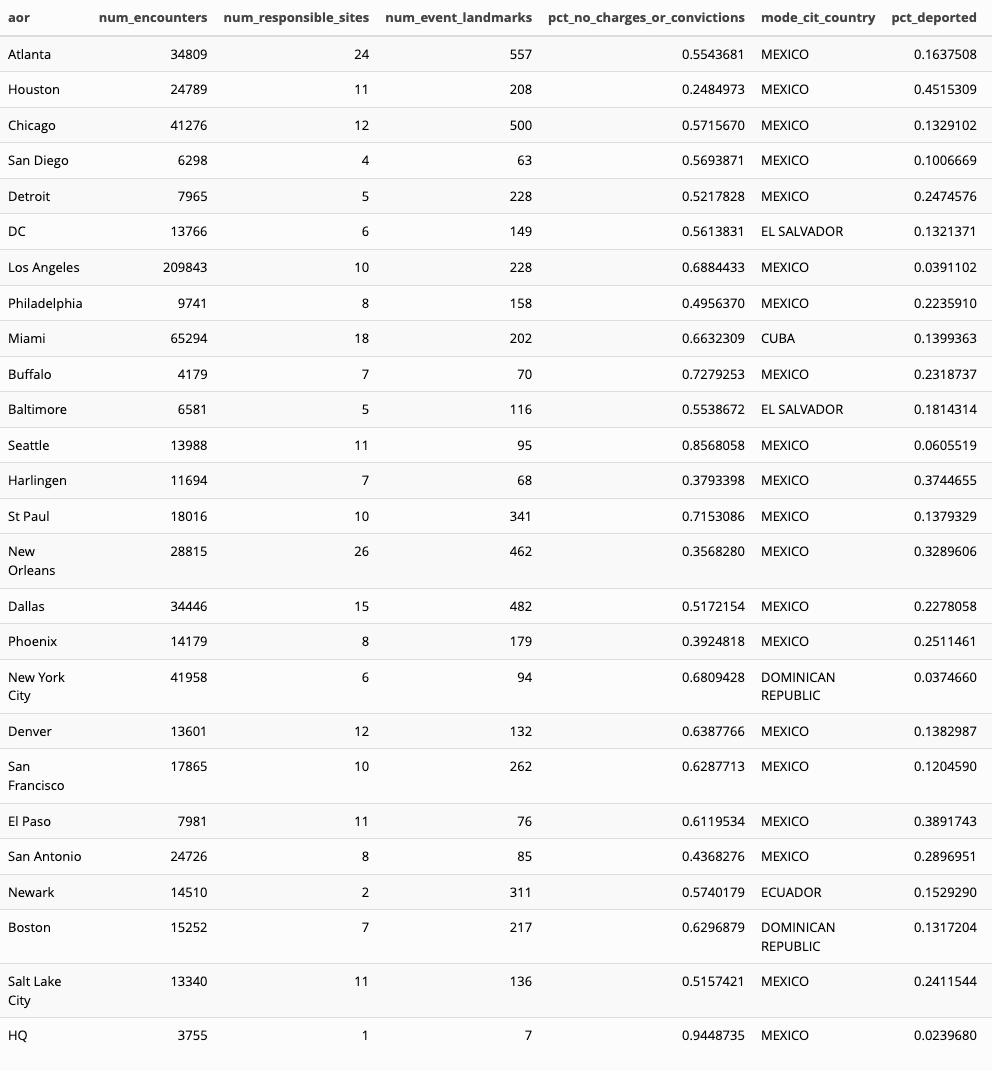 aor num_encounters num_responsible_sites num_event_landmarks pct_no_charges_or_convictions mode_cit_country pct_deported
Atlanta 34809 24 557 0.5543681 MEXICO 0.1637508
Houston 24789 11 208 0.2484973 MEXICO 0.4515309
Chicago 41276 12 500 0.5715670 MEXICO 0.1329102
San Diego 6298 4 63 0.5693871 MEXICO 0.1006669
Detroit 7965 5 228 0.5217828 MEXICO 0.2474576
DC 13766 6 149 0.5613831 EL SALVADOR 0.1321371
Los Angeles 209843 10 228 0.6884433 MEXICO 0.0391102
Philadelphia 9741 8 158 0.4956370 MEXICO 0.2235910
Miami 65294 18 202 0.6632309 CUBA 0.1399363
Buffalo 4179 7 70 0.7279253 MEXICO 0.2318737
Baltimore 6581 5 116 0.5538672 EL SALVADOR 0.1814314
Seattle 13988 11 95 0.8568058 MEXICO 0.0605519
Harlingen 11694 7 68 0.3793398 MEXICO 0.3744655
St Paul 18016 10 341 0.7153086 MEXICO 0.1379329
New 28815 26 462 0.3568280 MEXICO 0.3289606
Orleans
Dallas 34446 15 482 0.5172154 MEXICO 0.2278058
Phoenix 14179 8 179 0.3924818 MEXICO 0.2511461
New York 41958 6 94 0.6809428 DOMINICAN 0.0374660
City REPUBLIC
Denver 13601 12 132 0.6387766 MEXICO 0.1382987
San 17865 10 262 0.6287713 MEXICO 0.1204590
Francisco
El Paso 7981 11 76 0.6119534 MEXICO 0.3891743
San Antonio 24726 8 85 0.4368276 MEXICO 0.2896951
Newark 14510 2 311 0.5740179 ECUADOR 0.1529290
Boston 15252 7 217 0.6296879 DOMINICAN 0.1317204
REPUBLIC
Salt Lake 13340 11 136 0.5157421 MEXICO 0.2411544
City
HQ 3755 1 7 0.9448735 MEXICO 0.0239680